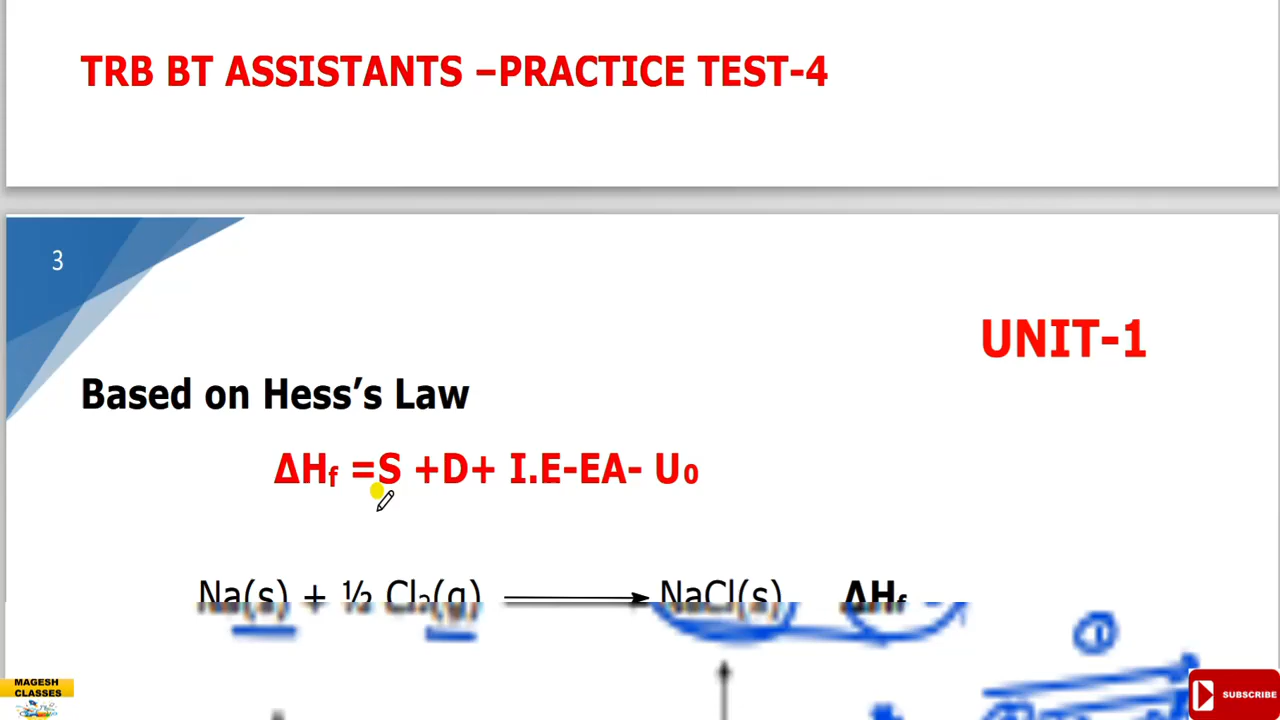 TRB BT ASSISTANTS –PRACTICE TEST-4
3
UNIT-1
Based on Hess’s Law
ΔHf =S +D+ I.E-EA- U0
Na(s) + ½ Cl2(g) NaCl(s) ΔHf
1
MAGESH
CLASSES
SUBSCRIBE